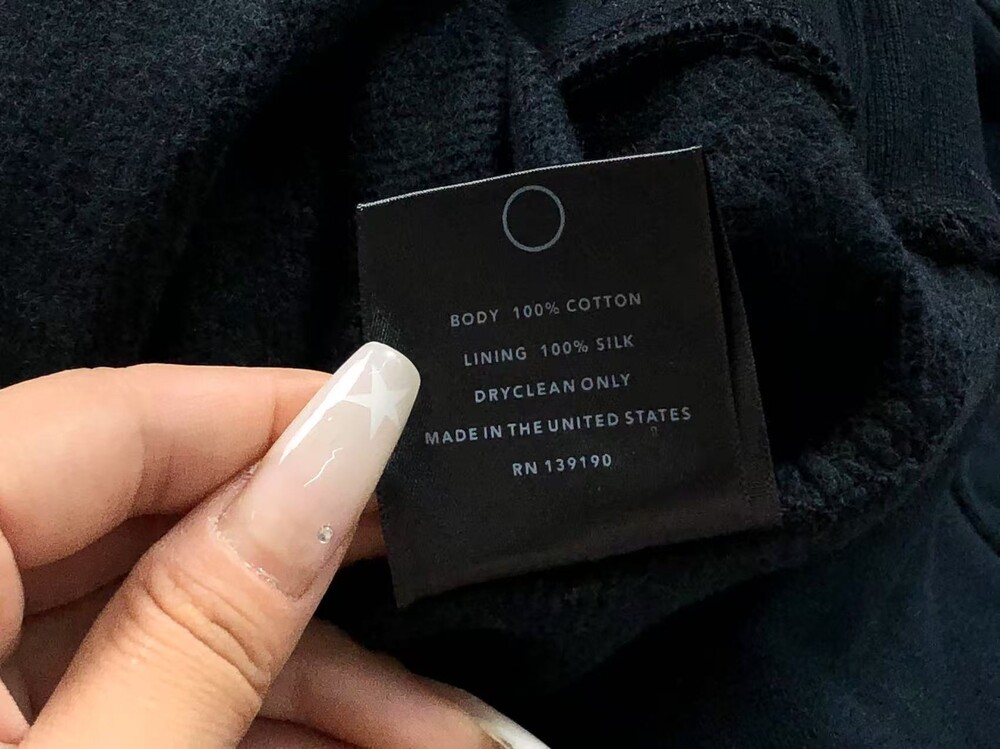 BODY 100% COTTON
LINING 100% SILK
DRYCLEAN ONLY
MADE IN THE UNITED STATES
RN 139190